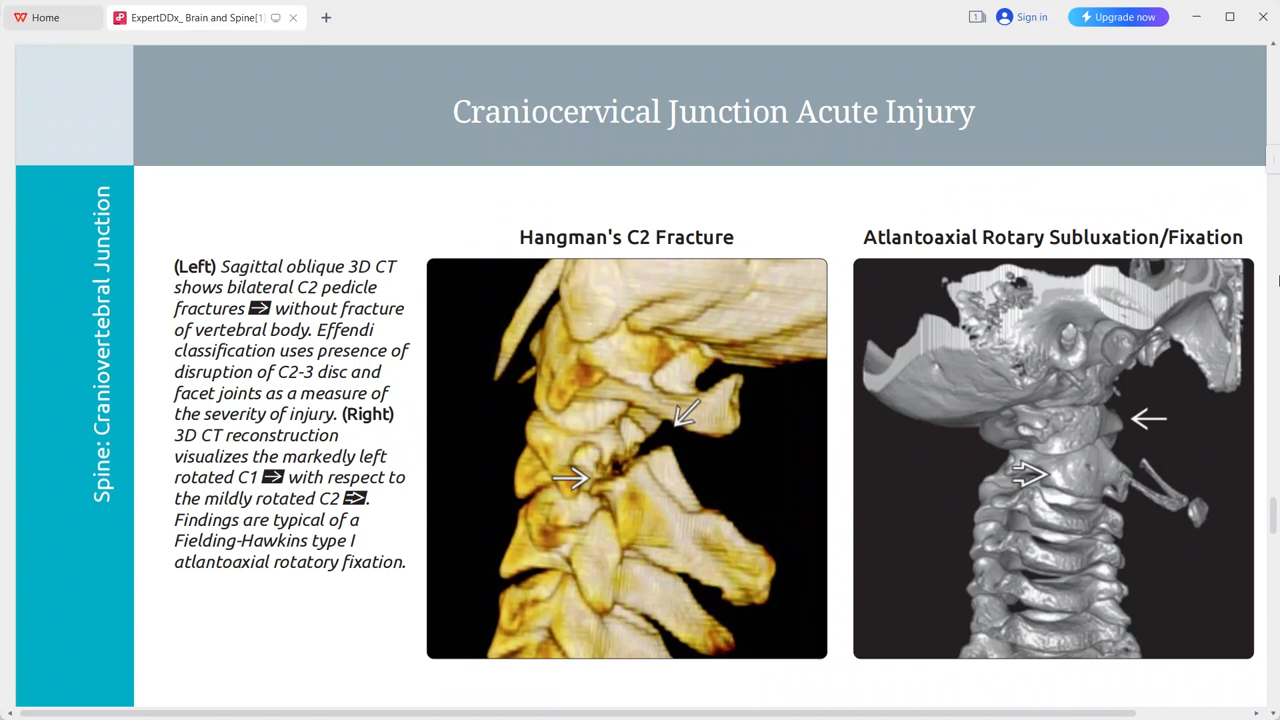 Home
ExpertDDx_ Brain and Spine[1]
1
Sign in
Upgrade now
Craniocervical Junction Acute Injury
Spine: Craniovertebral Junction
Hangman's C2 Fracture
Atlantoaxial Rotary Subluxation/Fixation
(Left) Sagittal oblique 3D CT
shows bilateral C2 pedicle
fractures ➡ without fracture
of vertebral body. Effendi
classification uses presence of
disruption of C2-3 disc and
facet joints as a measure of
the severity of injury. (Right)
3D CT reconstruction
visualizes the markedly left
rotated C1 ➡ with respect to
the mildly rotated C2 ➡.
Findings are typical of a
Fielding-Hawkins type I
atlantoaxial rotatory fixation.